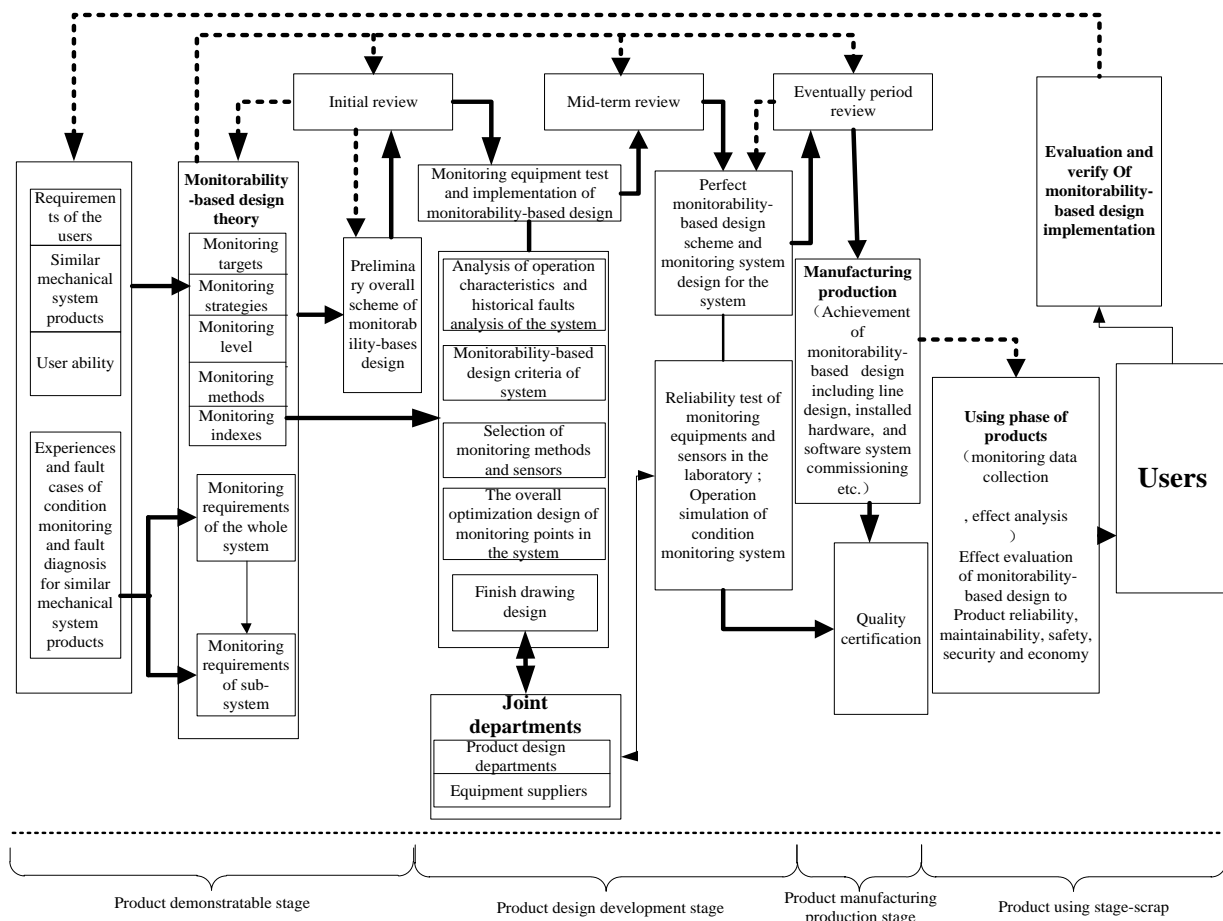 Initial review
Mid-term review
Eventually period
review
Requiremen
ts of the
users
Similar
mechanical
system
products
User ability
Experiences
and fault
cases of
condition
monitoring
and fault
diagnosis
for similar
mechanical
system
products
Monitorability
-based design
theory
Monitoring
targets
Monitoring
strategies
Monitoring
level
Monitoring
methods
Monitoring
indexes
Monitoring
requirements
of the whole
system
Monitoring
requirements
of sub-
system
Prelimina
ry overall
scheme of
monitorab
ility-bases
design
Monitoring equipment test
and implementation of
monitorability-based design
Analysis of operation
characteristics and
historical faults
analysis of the system
Monitorability-based
design criteria of
system
Selection of
monitoring methods
and sensors
The overall
optimization design of
monitoring points in
the system
Finish drawing
design
Joint
departments
Product design
departments
Equipment suppliers
Perfect
monitorability-
based design
scheme and
monitoring system
design for the
system
Reliability test of
monitoring
equipments and
sensors in the
laboratory ;
Operation
simulation of
condition
monitoring system
Manufacturing
production
（Achievement
of
monitorability-
based design
including line
design, installed
hardware, and
software system
commissioning
etc.）
Quality
certification
Using phase of
products
（monitoring data
collection
, effect analysis
）
Effect evaluation
of monitorability-
based design to
Product reliability,
maintainability, safety,
security and economy
Evaluation and
verify Of
monitorability-
based design
implementation
Users
Product demonstratable stage
Product design development stage
Product manufacturing
production stage
Product using stage-scrap